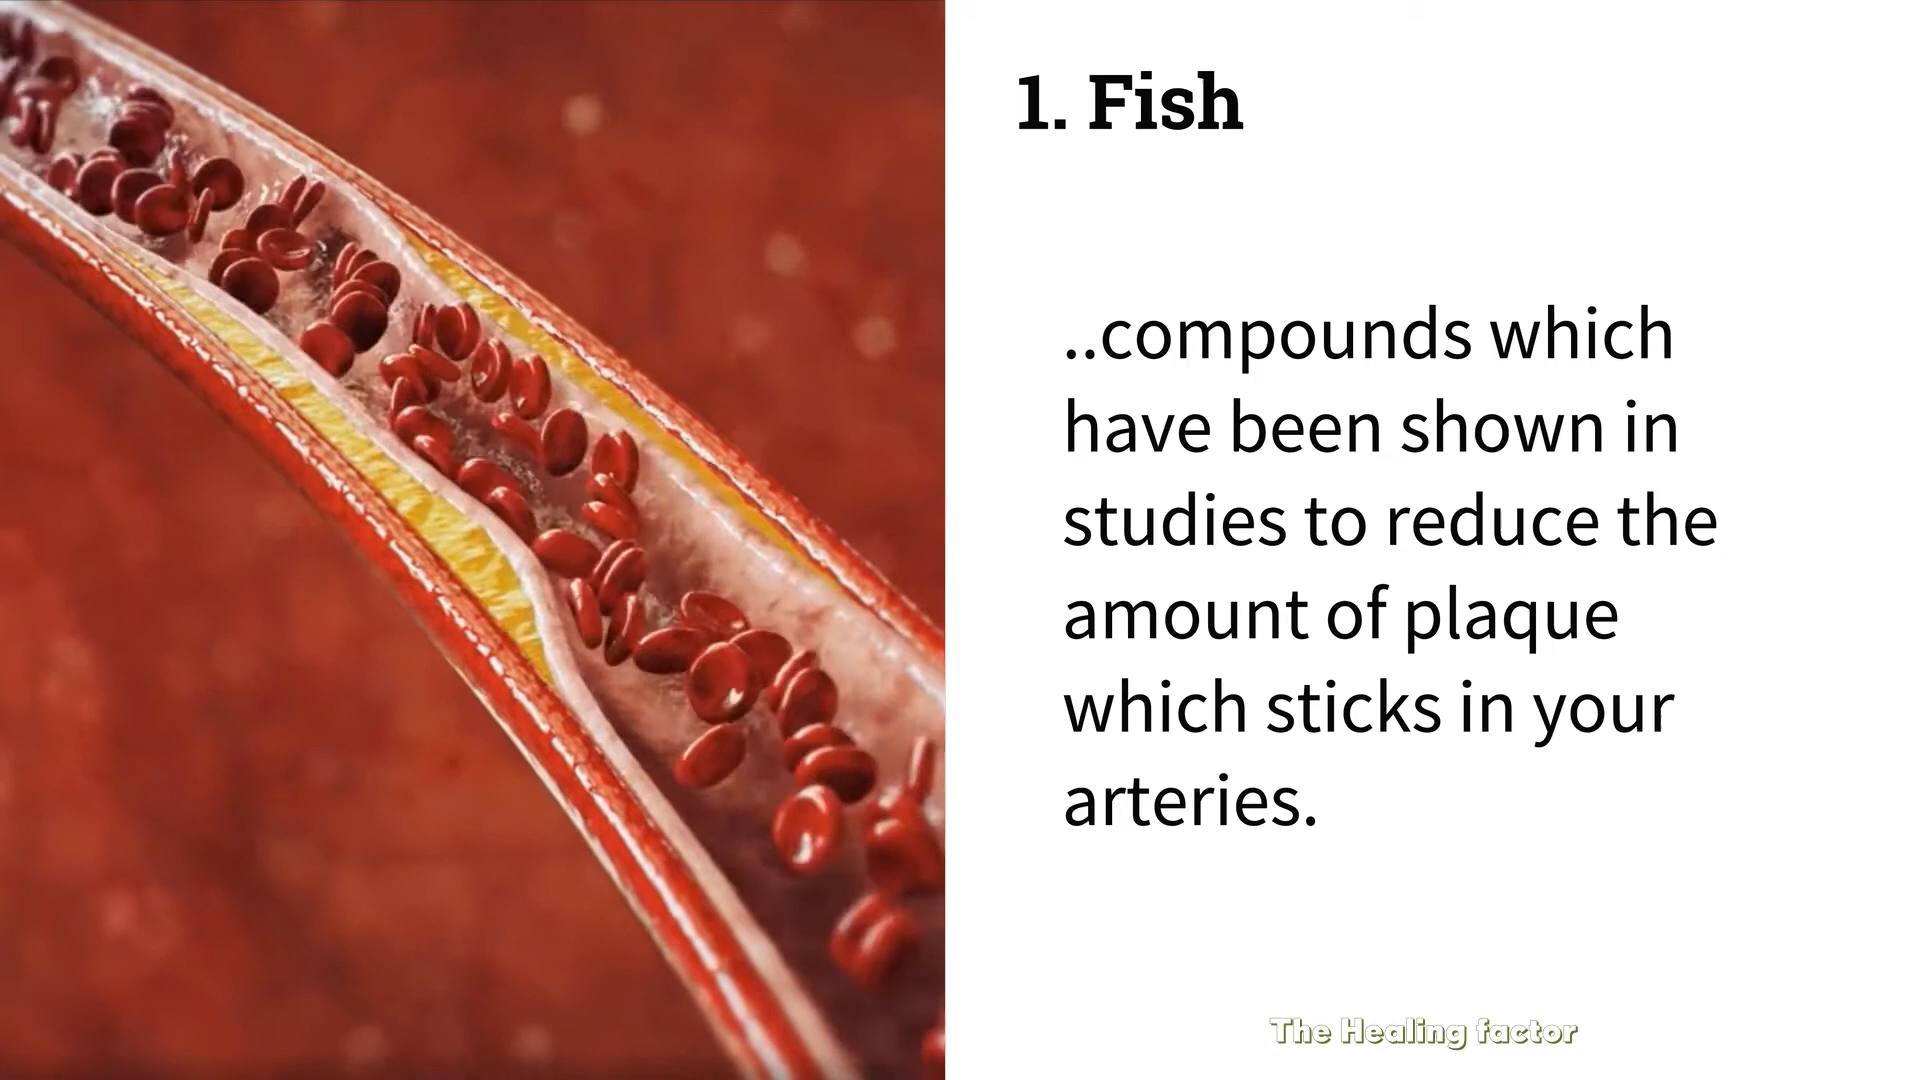 1. Fish
..compounds which
have been shown in
studies to reduce the
amount of plaque
which sticks in your
arteries.
The Healing factor